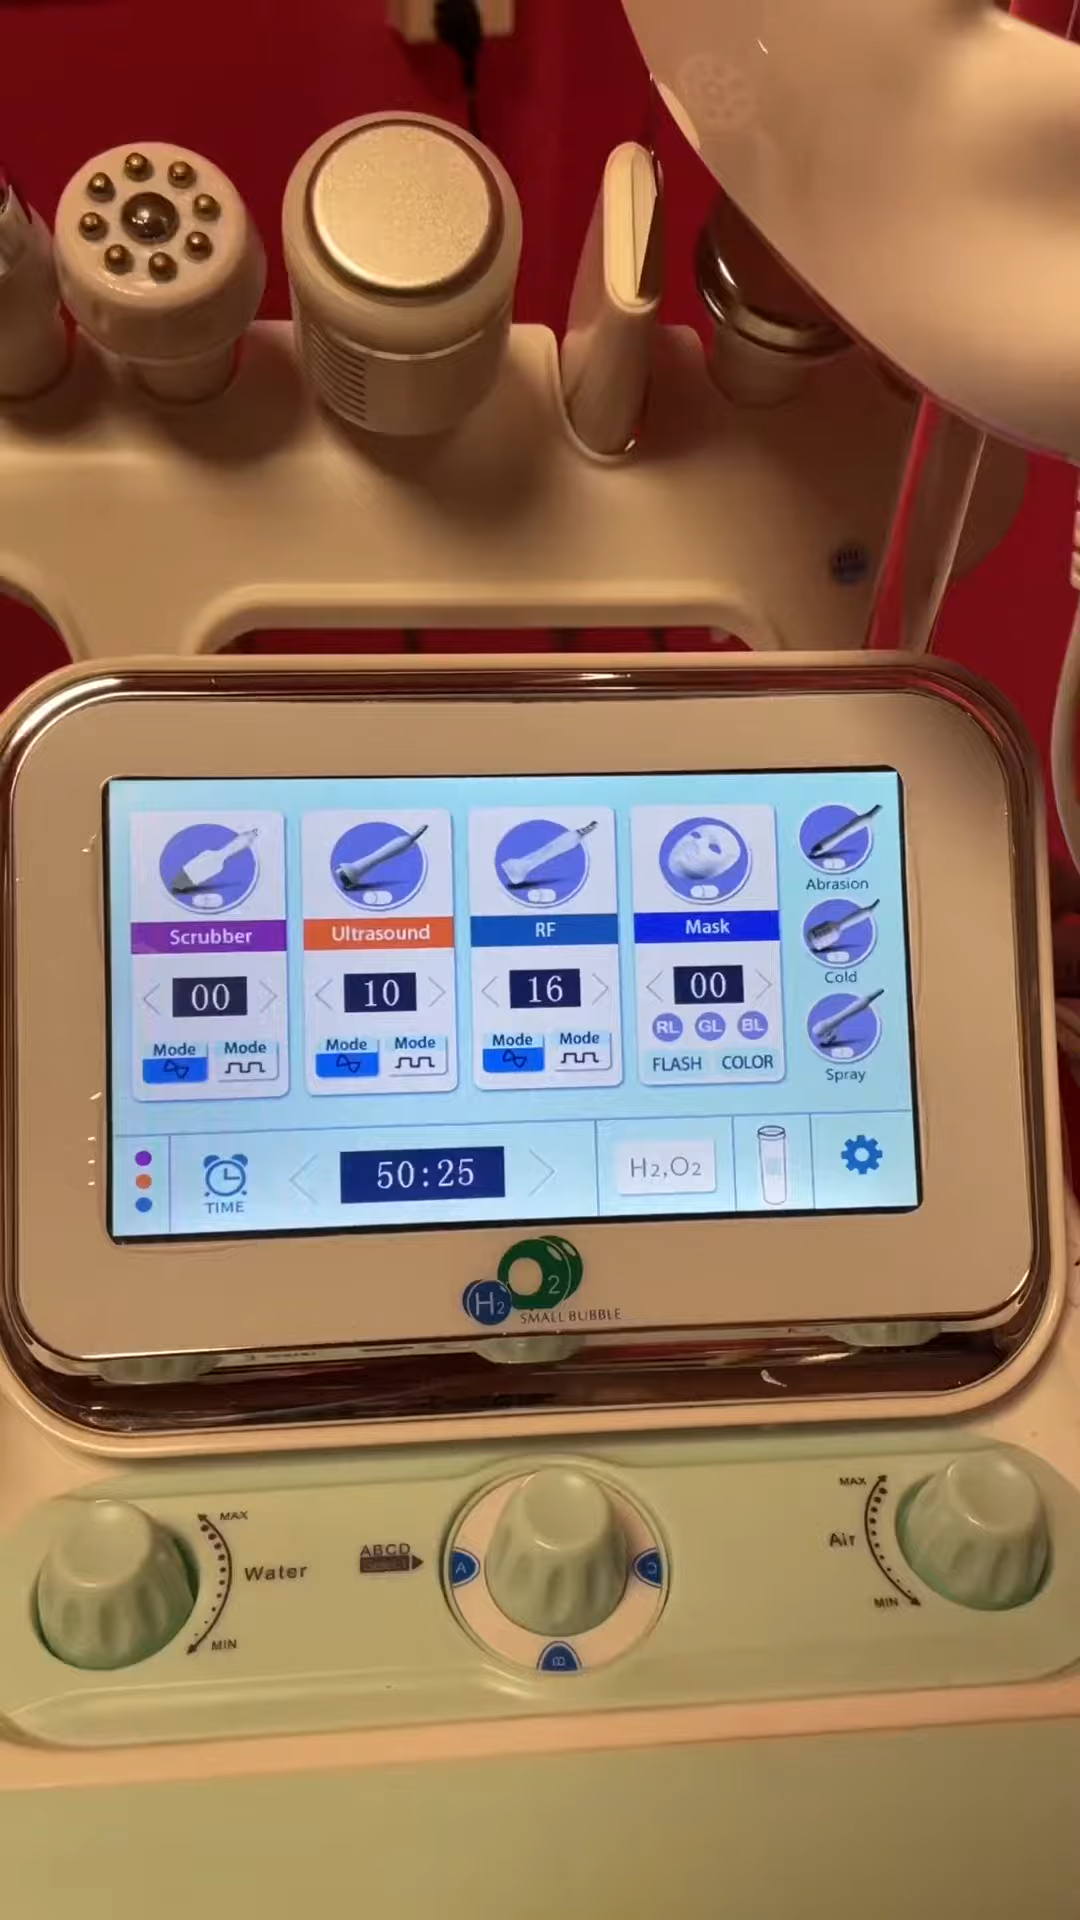 Scrubber
Ultrasound
RF
Mask
Abrasion
00
10
16
00
Cold
Mode Mode
Mode Mode
Mode Mode
RL GL BL
FLASH COLOR
Spray
TIME
50:25
H2,O2
H2 O2
SMALL BUBBLE
MAX
Water
MIN
ABCD
A
B
MAX
Air
MIN